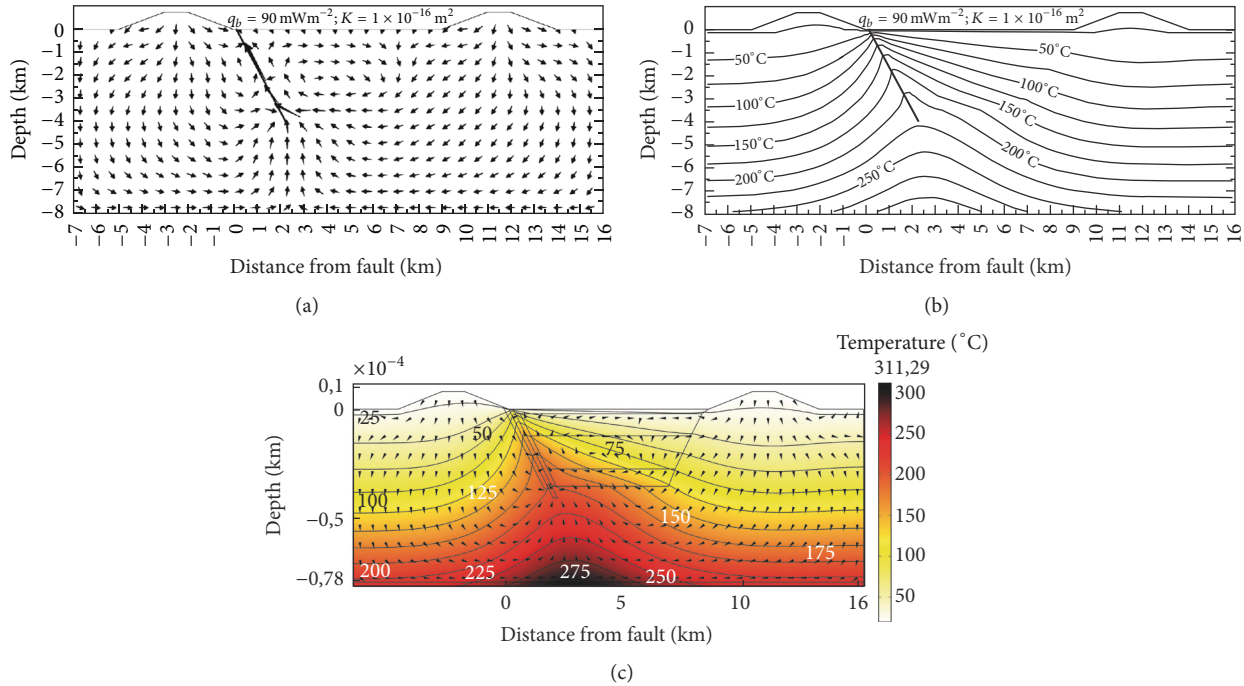 q_b = 90 mWm⁻²; K = 1 × 10⁻¹⁶ m²
0
−1
−2
−3
−4
−5
−6
−7
−8
Depth (km)
−7 −6 −5 −4 −3 −2 −1 0 1 2 3 4 5 6 7 8 9 10 11 12 13 14 15 16
Distance from fault (km)
(a)
q_b = 90 mWm⁻²; K = 1 × 10⁻¹⁶ m²
0
−1
−2
−3
−4
−5
−6
−7
−8
Depth (km)
50°C 50°C
100°C 100°C
150°C 150°C
200°C 200°C
250°C
−7 −6 −5 −4 −3 −2 −1 0 1 2 3 4 5 6 7 8 9 10 11 12 13 14 15 16
Distance from fault (km)
(b)
Temperature (°C)
311,29
×10⁻⁴
0,1
0
−0,5
−0,78
Depth (km)
25
50
75
100
125
150
175
200 225 275 250
300
250
200
150
100
50
0 5 10 16
Distance from fault (km)
(c)